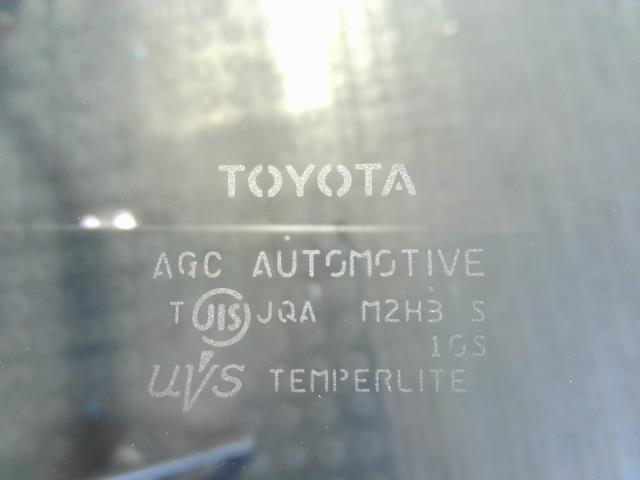 TOYOTA
AGC AUTOMOTIVE
T JIS JQA M2H3 S
10S
UVS TEMPERLITE